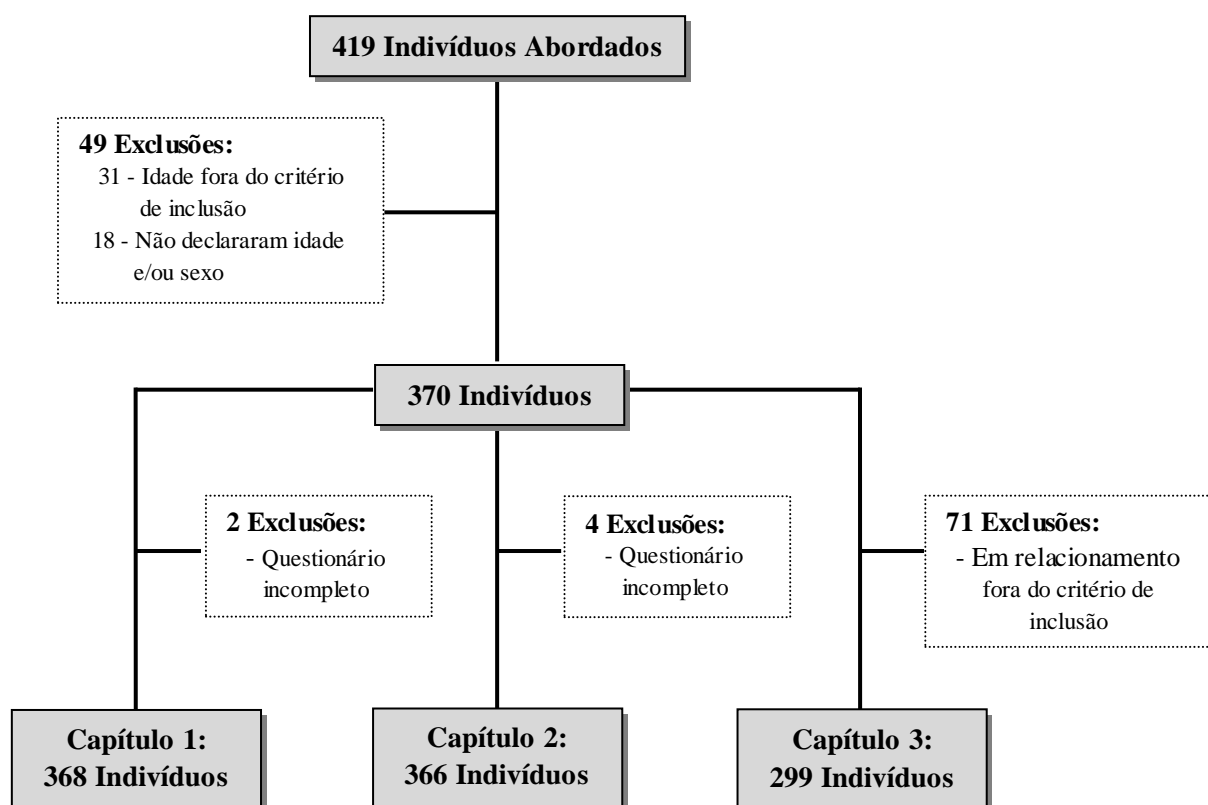 419 Indivíduos Abordados
49 Exclusões:
31 - Idade fora do critério
de inclusão
18 - Não declararam idade
e/ou sexo
370 Indivíduos
2 Exclusões:
- Questionário
incompleto
4 Exclusões:
- Questionário
incompleto
71 Exclusões:
- Em relacionamento
fora do critério de
inclusão
Capítulo 1:
368 Indivíduos
Capítulo 2:
366 Indivíduos
Capítulo 3:
299 Indivíduos